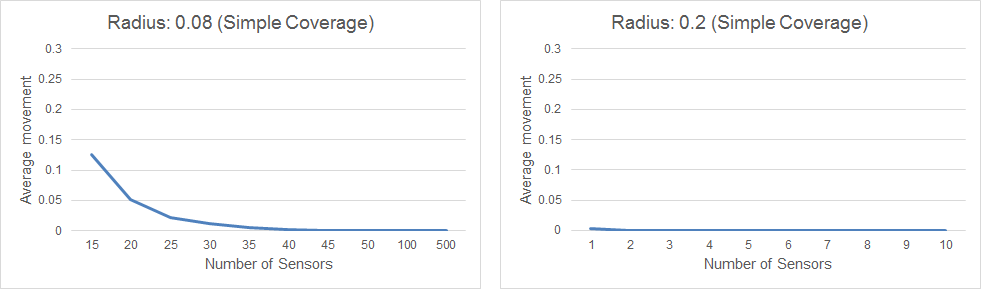 Radius: 0.08 (Simple Coverage)
0.3
0.25
0.2
0.15
0.1
0.05
0
Average movement
15 20 25 30 35 40 45 50 100 500
Number of Sensors
Radius: 0.2 (Simple Coverage)
0.3
0.25
0.2
0.15
0.1
0.05
0
Average movement
1 2 3 4 5 6 7 8 9 10
Number of Sensors